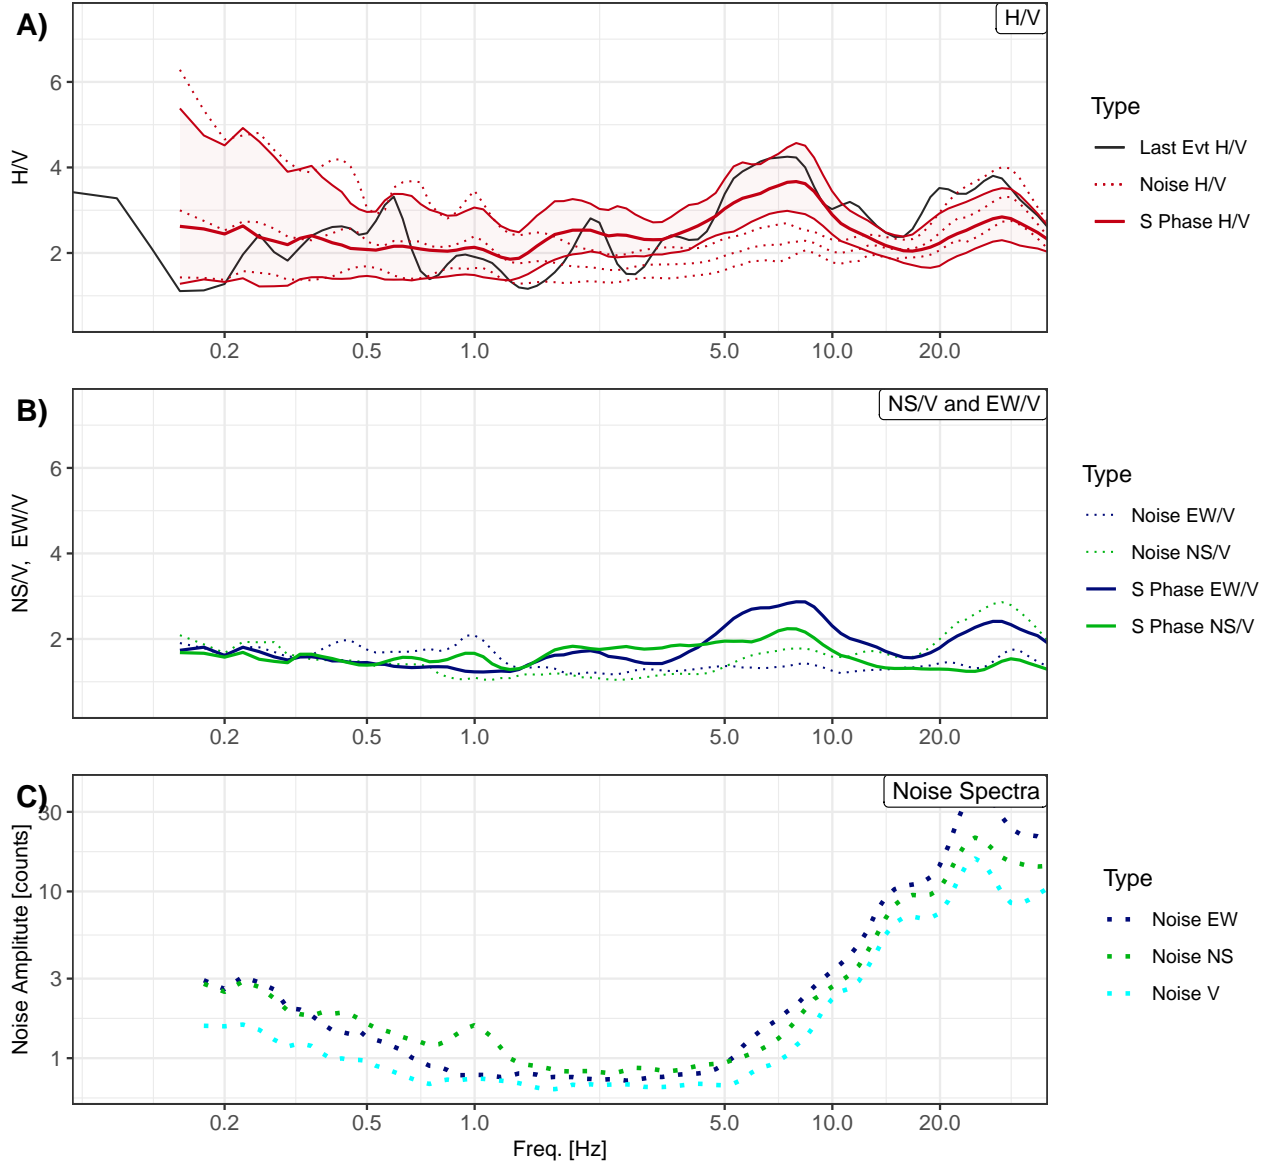 A)
H/V
6
4
2
H/V
0.2 0.5 1.0 5.0 10.0 20.0
Type
Last Evt H/V
Noise H/V
S Phase H/V
B)
NS/V and EW/V
6
4
2
NS/V, EW/V
0.2 0.5 1.0 5.0 10.0 20.0
Type
Noise EW/V
Noise NS/V
S Phase EW/V
S Phase NS/V
C)
Noise Spectra
30
10
3
1
Noise Amplitude [counts]
0.2 0.5 1.0 5.0 10.0 20.0
Freq. [Hz]
Type
Noise EW
Noise NS
Noise V